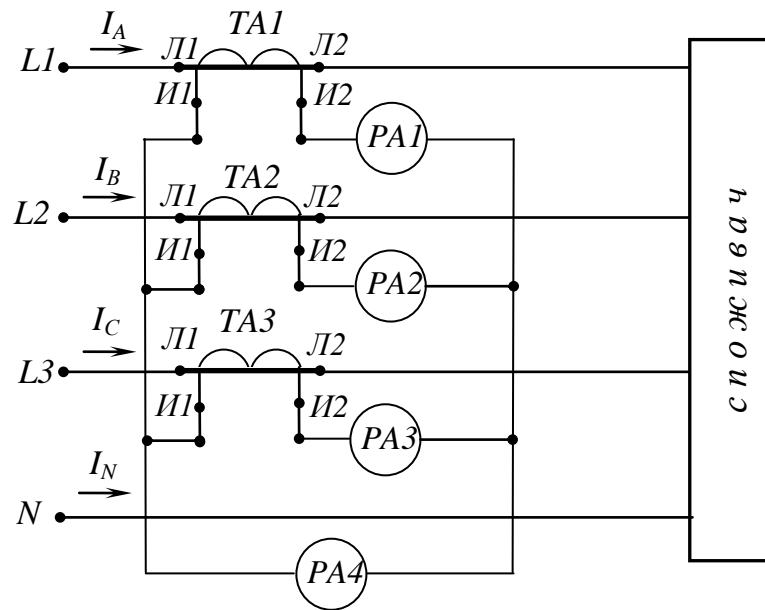 I_A
TA1
L1
Л1
Л2
И1
И2
PA1
I_B
TA2
L2
Л1
Л2
И1
И2
PA2
I_C
TA3
L3
Л1
Л2
И1
И2
PA3
I_N
N
PA4
споживач